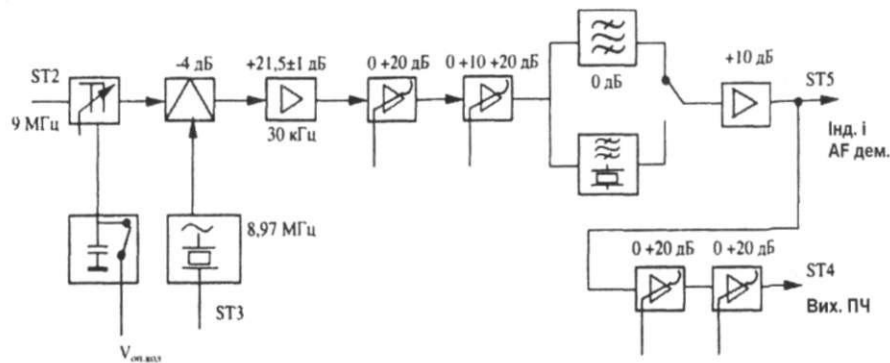 -4 дБ
+21,5±1 дБ
0 +20 дБ
0 +10 +20 дБ
0 дБ
+10 дБ
ST2
9 МГц
30 кГц
ST5
Інд. і
AF дем.
8,97 МГц
ST3
0 +20 дБ
0 +20 дБ
ST4
Вих. ПЧ
Vоп.кол